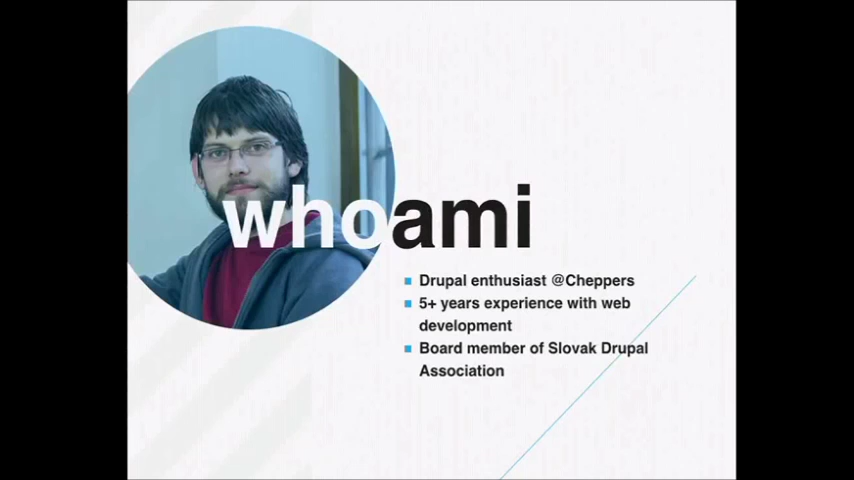 whoami
Drupal enthusiast @Cheppers
5+ years experience with web
development
Board member of Slovak Drupal
Association